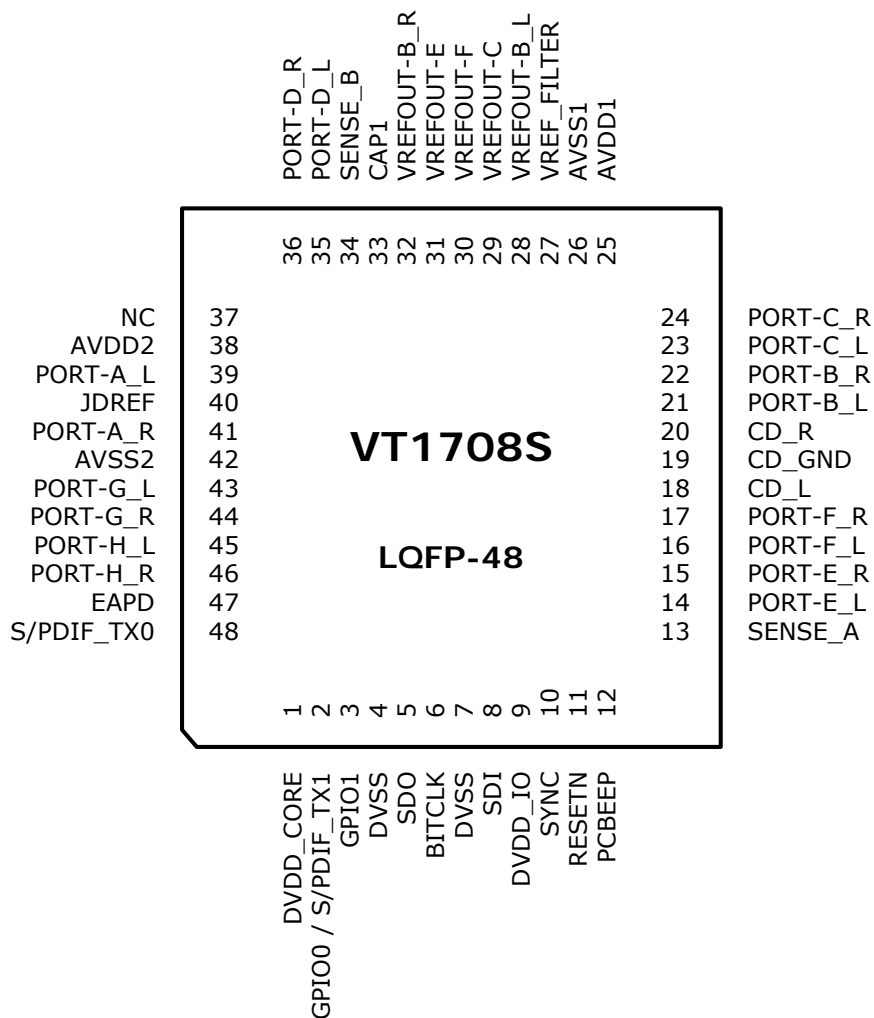 PORT-D_R
PORT-D_L
SENSE_B
CAP1
VREFOUT-B_R
VREFOUT-E
VREFOUT-F
VREFOUT-C
VREFOUT-B_L
VREF_FILTER
AVSS1
AVDD1
36
35
34
33
32
31
30
29
28
27
26
25
NC 37
AVDD2 38
PORT-A_L 39
JDREF 40
PORT-A_R 41
AVSS2 42
PORT-G_L 43
PORT-G_R 44
PORT-H_L 45
PORT-H_R 46
EAPD 47
S/PDIF_TX0 48
VT1708S
LQFP-48
24 PORT-C_R
23 PORT-C_L
22 PORT-B_R
21 PORT-B_L
20 CD_R
19 CD_GND
18 CD_L
17 PORT-F_R
16 PORT-F_L
15 PORT-E_R
14 PORT-E_L
13 SENSE_A
1
2
3
4
5
6
7
8
9
10
11
12
DVDD_CORE
GPIO0 / S/PDIF_TX1
GPIO1
DVSS
SDO
BITCLK
DVSS
SDI
DVDD_IO
SYNC
RESETN
PCBEEP